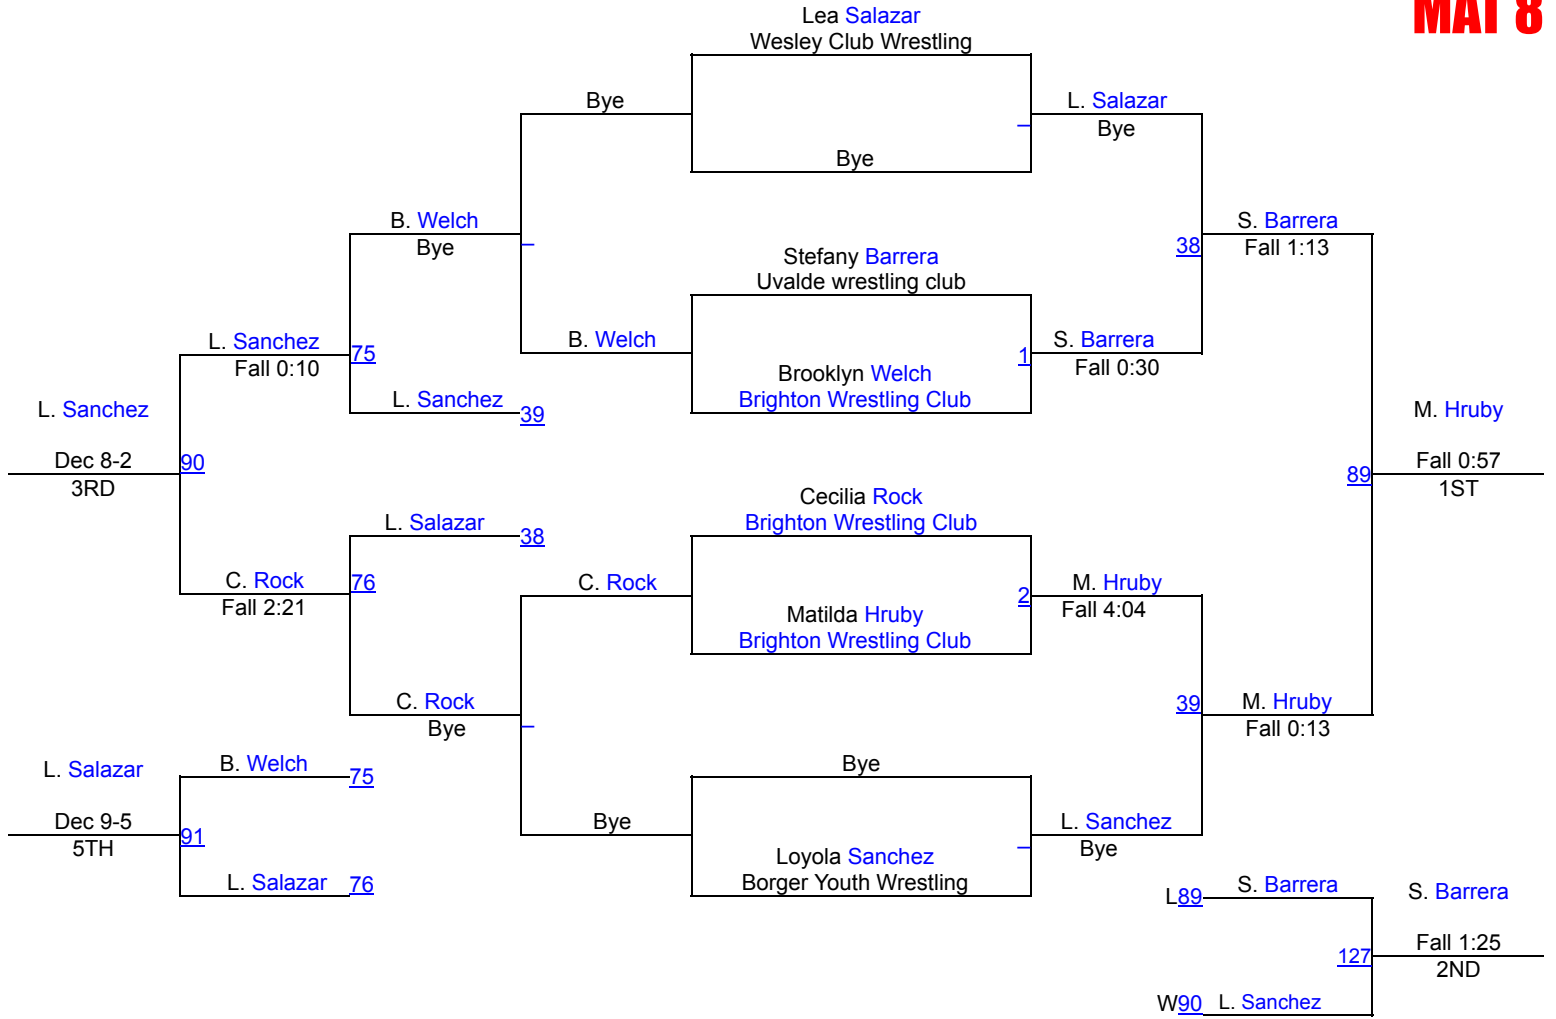 MAT 8
Lea Salazar
Wesley Club Wrestling
Bye
L. Salazar
Bye
Bye
B. Welch
Bye
S. Barrera
38
Fall 1:13
Stefany Barrera
Uvalde wrestling club
L. Sanchez
75
Fall 0:10
B. Welch
1
S. Barrera
Fall 0:30
Brooklyn Welch
Brighton Wrestling Club
L. Sanchez
39
L. Sanchez
Dec 8-2
90
3RD
M. Hruby
Fall 0:57
89
1ST
Cecilia Rock
Brighton Wrestling Club
L. Salazar
38
C. Rock
76
Fall 2:21
C. Rock
2
M. Hruby
Fall 4:04
Matilda Hruby
Brighton Wrestling Club
C. Rock
Bye
39
M. Hruby
Fall 0:13
L. Salazar
B. Welch
75
Bye
Dec 9-5
91
5TH
Bye
L. Sanchez
Bye
Loyola Sanchez
Borger Youth Wrestling
L. Salazar
76
L89
S. Barrera
S. Barrera
Fall 1:25
127
2ND
W90
L. Sanchez